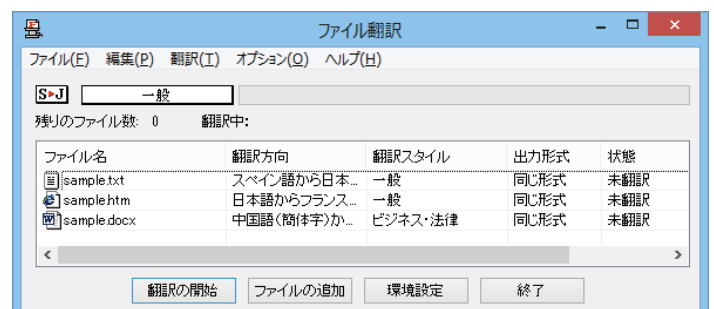 ファイル翻訳
ファイル(F) 編集(P) 翻訳(T) オプション(O) ヘルプ(H)
S▶J 一般
残りのファイル数: 0 翻訳中:
ファイル名 翻訳方向 翻訳スタイル 出力形式 状態
sample.txt スペイン語から日本... 一般 同じ形式 未翻訳
sample.htm 日本語からフランス... 一般 同じ形式 未翻訳
sample.docx 中国語(簡体字)か... ビジネス・法律 同じ形式 未翻訳
翻訳の開始 ファイルの追加 環境設定 終了